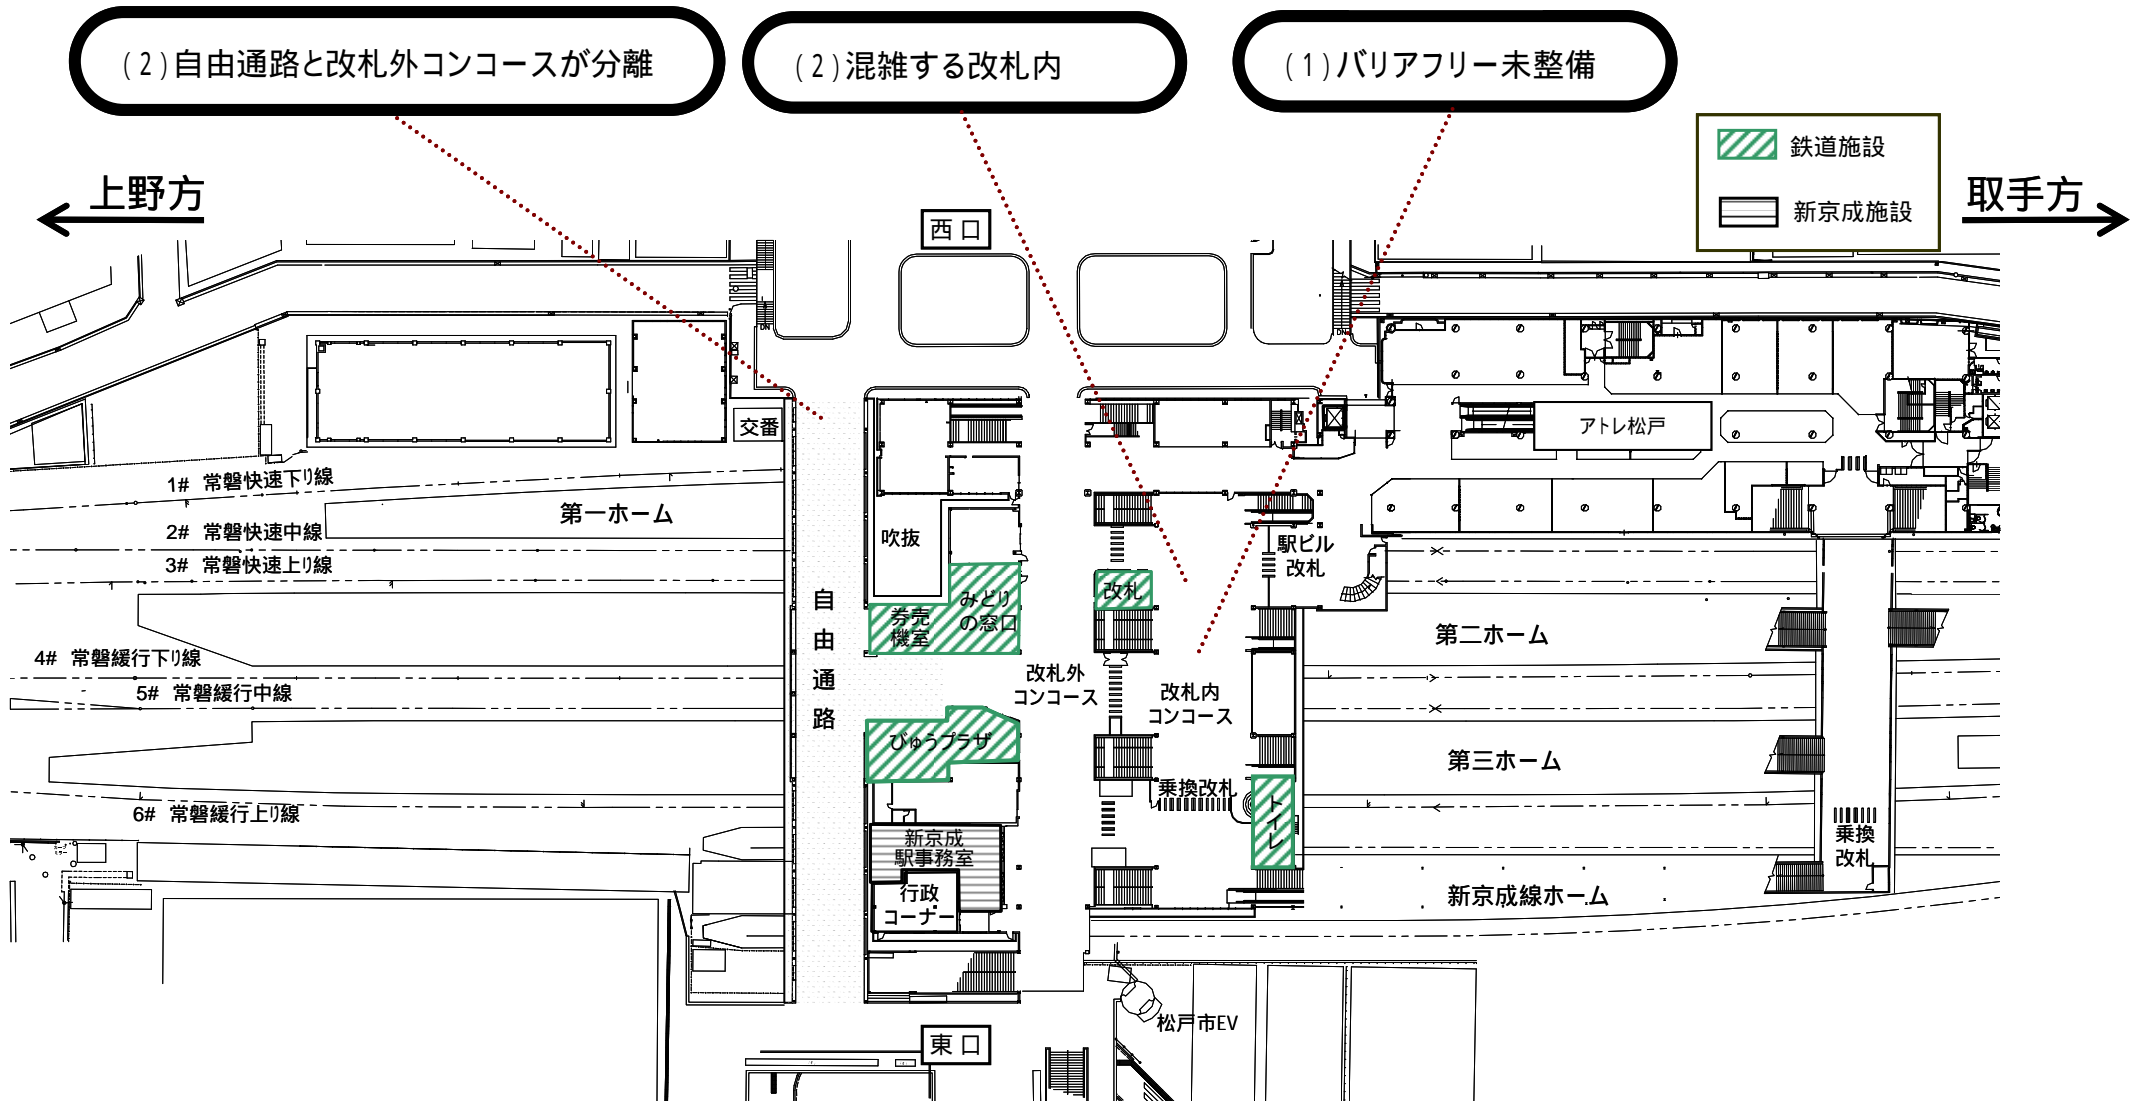 (2)自由通路と改札外コンコースが分離
(2)混雑する改札内
(1)バリアフリー未整備
鉄道施設
新京成施設
上野方
取手方
西口
交番
アトレ松戸
1# 常磐快速下り線
第一ホーム
2# 常磐快速中線
3# 常磐快速上り線
吹抜
駅ビル
改札
改札
みどり
の窓口
券売
機室
自由通路
4# 常磐緩行下り線
5# 常磐緩行中線
第二ホーム
改札外
コンコース
改札内
コンコース
びゅうプラザ
第三ホーム
乗換改札
トイレ
6# 常磐緩行上り線
新京成
駅事務室
乗換
改札
行政
コーナー
新京成線ホーム
松戸市EV
東口